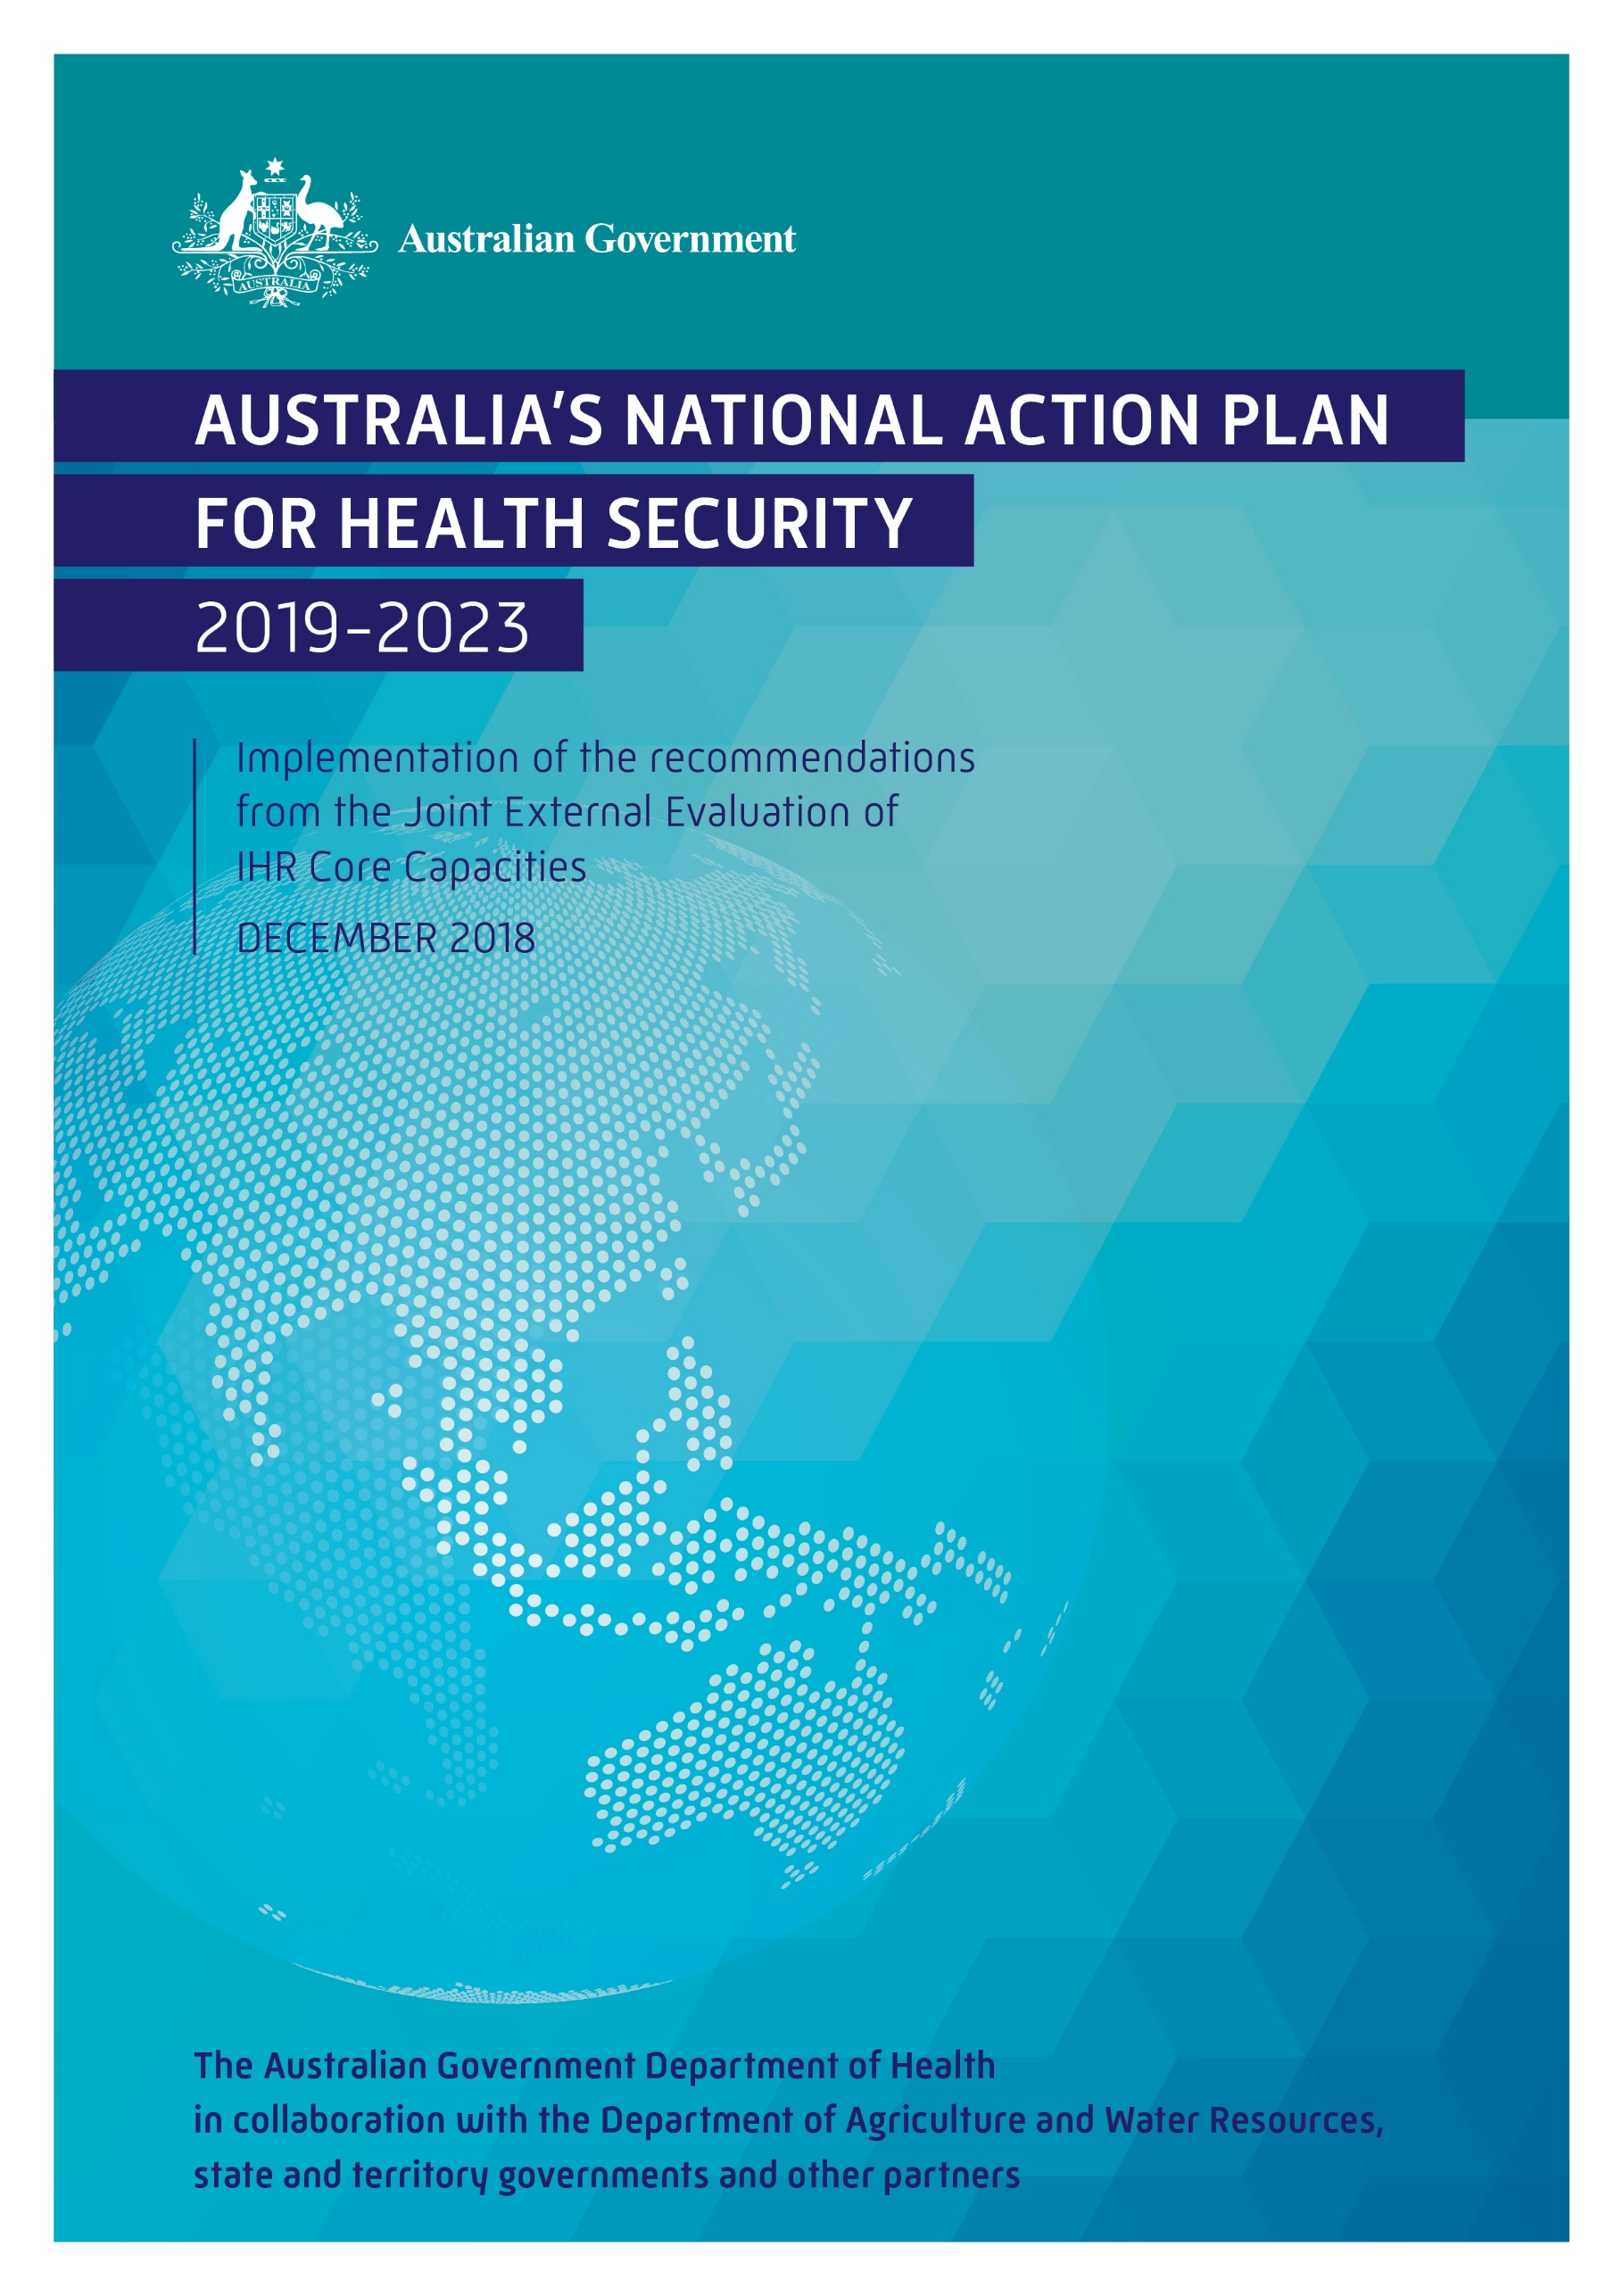 AUSTRALIA
Australian Government
AUSTRALIA'S NATIONAL ACTION PLAN
FOR HEALTH SECURITY
2019–2023
Implementation of the recommendations
from the Joint External Evaluation of
IHR Core Capacities
DECEMBER 2018
The Australian Government Department of Health
in collaboration with the Department of Agriculture and Water Resources,
state and territory governments and other partners